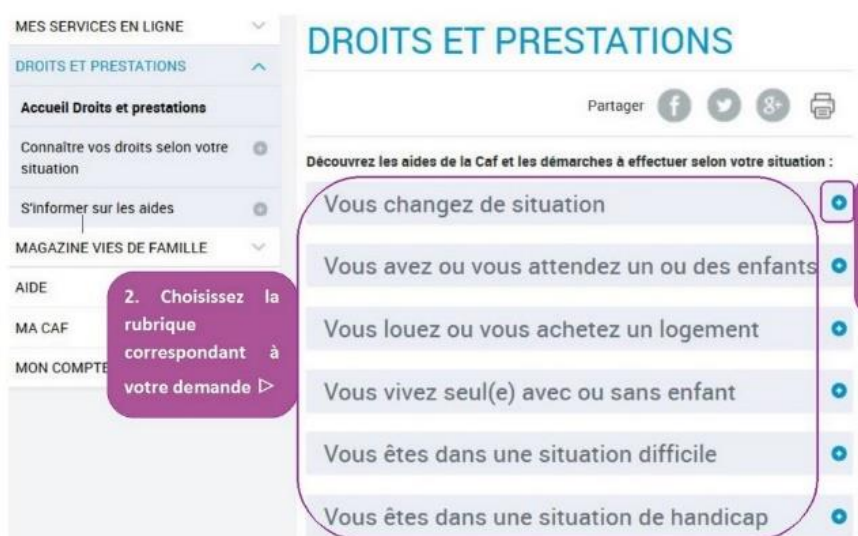 MES SERVICES EN LIGNE
DROITS ET PRESTATIONS
Accueil Droits et prestations
Connaître vos droits selon votre
situation
S'informer sur les aides
MAGAZINE VIES DE FAMILLE
AIDE
MA CAF
MON COMPTE
2. Choisissez la
rubrique
correspondant à
votre demande ▷
DROITS ET PRESTATIONS
Partager
Découvrez les aides de la Caf et les démarches à effectuer selon votre situation :
Vous changez de situation
Vous avez ou vous attendez un ou des enfants
Vous louez ou vous achetez un logement
Vous vivez seul(e) avec ou sans enfant
Vous êtes dans une situation difficile
Vous êtes dans une situation de handicap